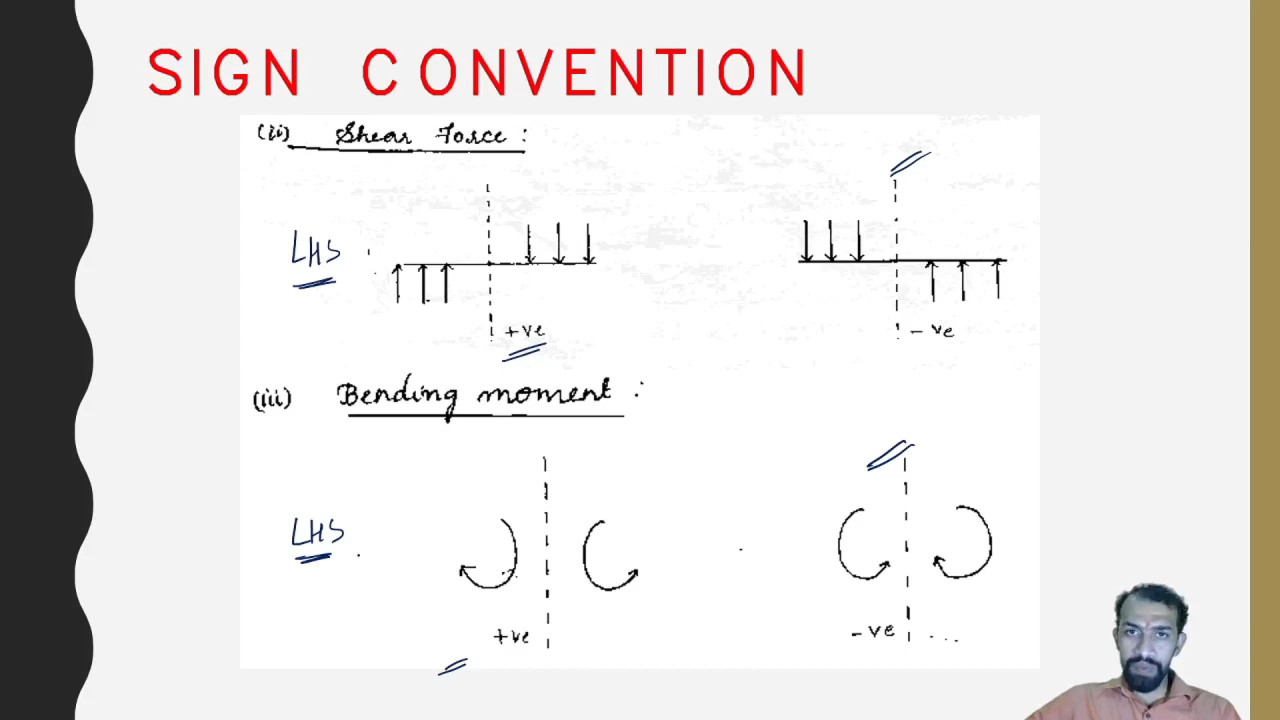 SIGN CONVENTION
(ii) Shear Force :
LHS
+ve
- ve
(iii) Bending moment :
LHS
+ve
-ve ...